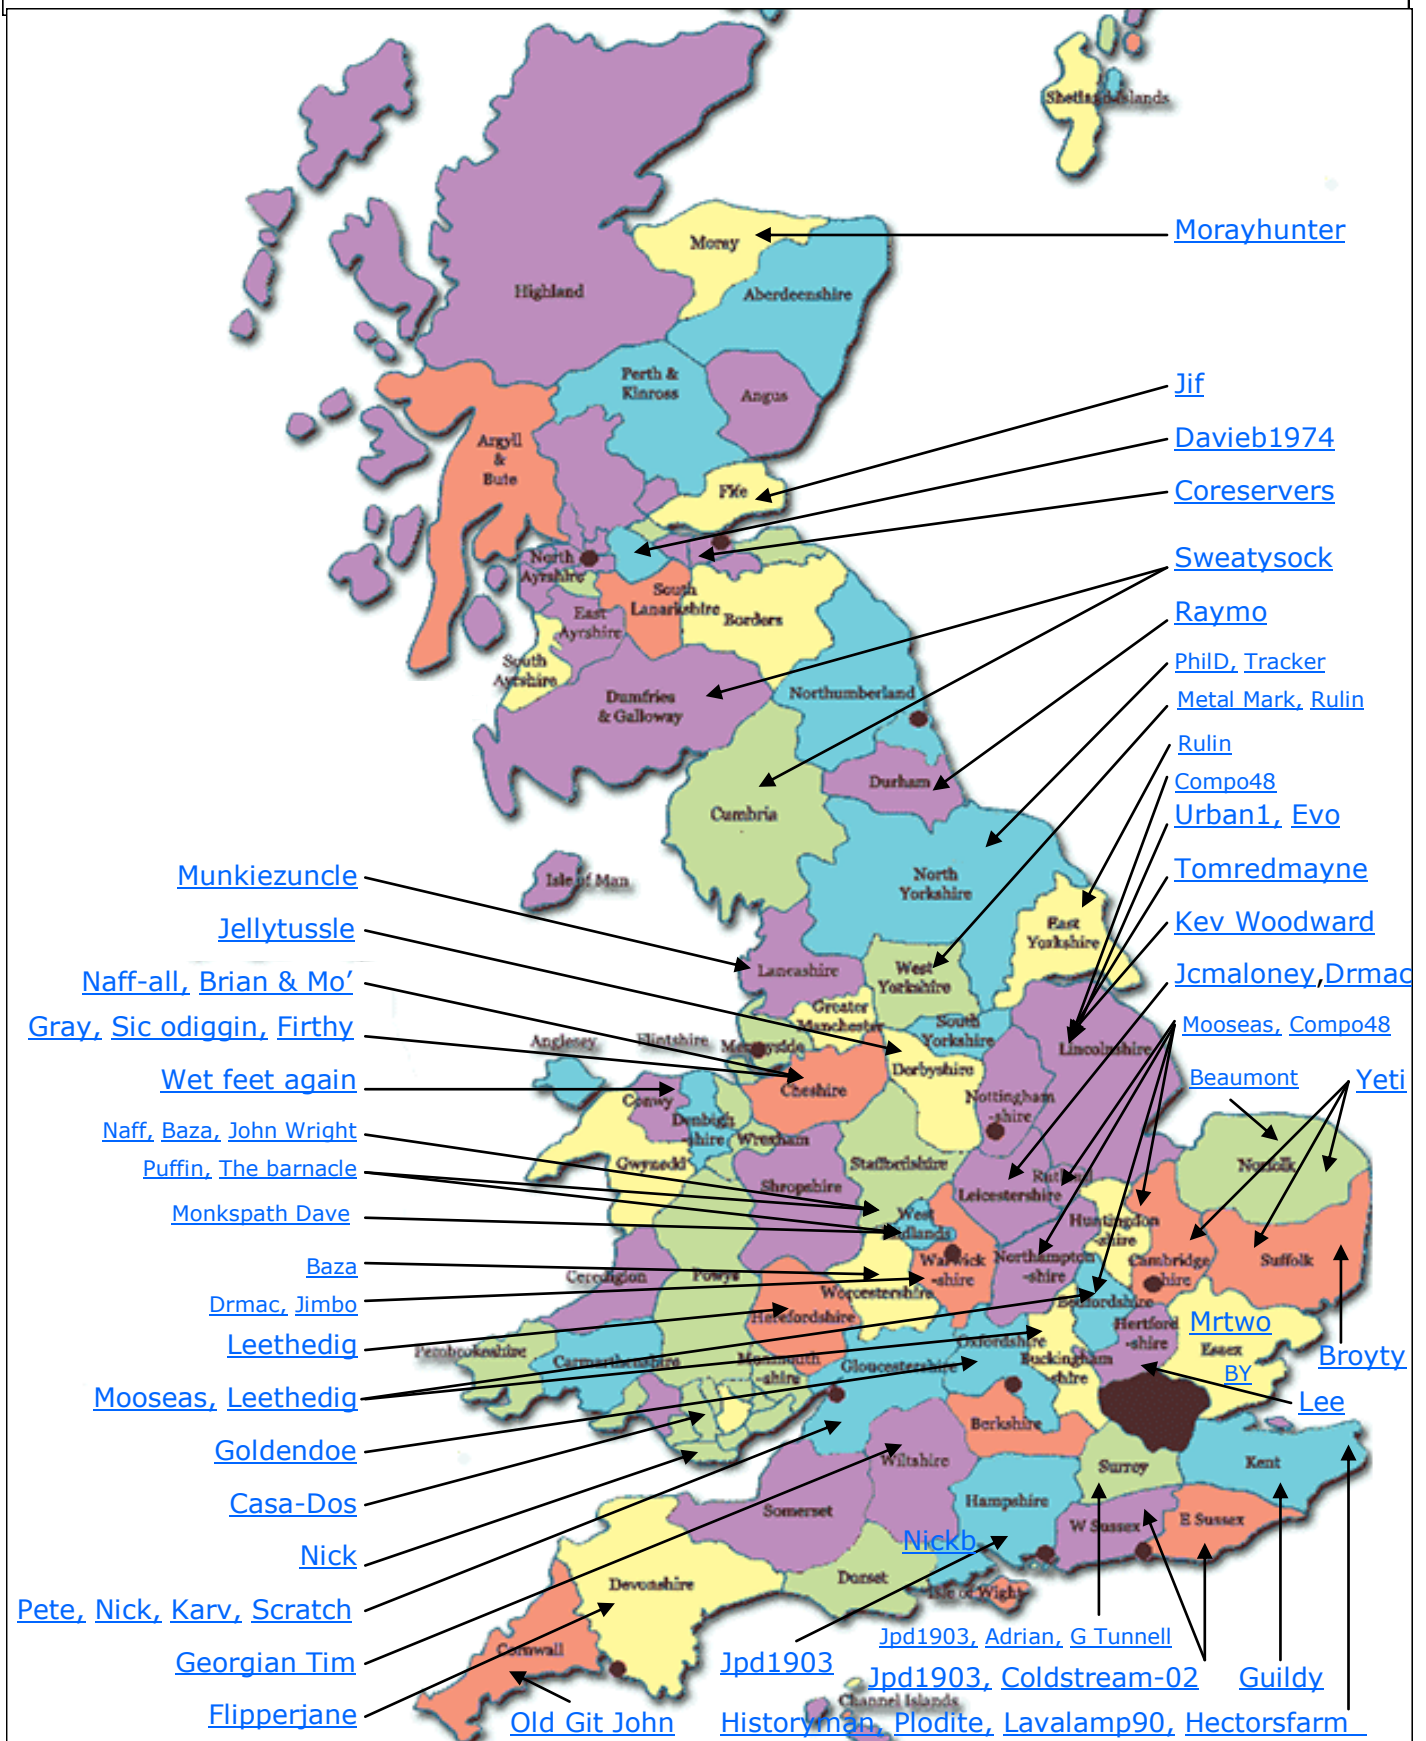 Shetland Islands
Morayhunter
Moray
Highland
Aberdeenshire
Perth &
Kinross
Angus
Jif
Argyll
&
Bute
Davieb1974
Fife
Coreservers
North
Ayrshire
Sweatysock
South
Lanarkshire
East
Ayrshire
Borders
Raymo
South
Ayrshire
PhilD, Tracker
Dumfries
& Galloway
Northumberland
Metal Mark, Rulin
Rulin
Durham
Compo48
Cumbria
Urban1, Evo
Munkiezuncle
Isle of Man
North
Yorkshire
Tomredmayne
Jellytussle
East
Yorkshire
Kev Woodward
Lancashire
West
Yorkshire
Naff-all, Brian & Mo’
Jcmaloney,Drmac
Gray, Sic odiggin, Firthy
Greater
Manchester
South
Yorkshire
Mooseas, Compo48
Anglesey
Flintshire
Merseyside
Lincolnshire
Wet feet again
Derbyshire
Beaumont
Yeti
Conwy
Cheshire
Nottingham
-shire
Naff, Baza, John Wright
Denbigh
-shire
Wrexham
Puffin, The barnacle
Gwynedd
Staffordshire
Norfolk
Shropshire
Leicestershire
Rutland
Monkspath Dave
West
Midlands
Huntingdon
-shire
Baza
Ceredigion
Powys
Warwick
-shire
Northampton
-shire
Cambridge
shire
Suffolk
Drmac, Jimbo
Worcestershire
Bedfordshire
Leethedig
Herefordshire
Hertford
-shire
Mrtwo
Essex
Pembrokeshire
Carmarthenshire
Monmouth
-shire
Gloucestershire
Oxfordshire
Buckingham
-shire
BY
Broyty
Mooseas, Leethedig
Lee
Goldendoe
Berkshire
Wiltshire
Surrey
Kent
Casa-Dos
Somerset
Hampshire
W Sussex
E Sussex
Nick
Nickb
Devonshire
Dorset
Isle of Wight
Pete, Nick, Karv, Scratch
Jpd1903, Adrian, G Tunnell
Georgian Tim
Cornwall
Jpd1903
Jpd1903, Coldstream-02
Guildy
Flipperjane
Old Git John
Channel Islands
Historyman, Plodite, Lavalamp90, Hectorsfarm